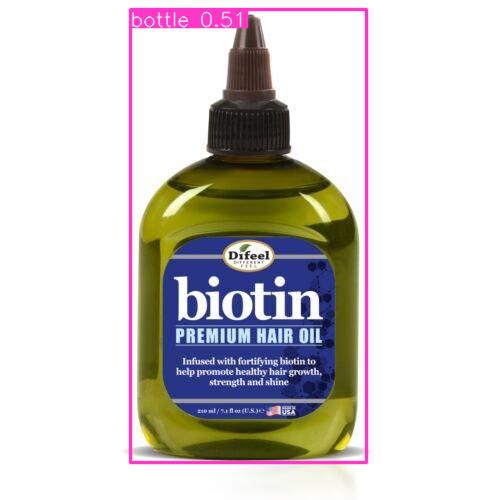 bottle 0.51
Difeel
DIFFERENT
FEEL
biotin
PREMIUM HAIR OIL
Infused with fortifying biotin to
help promote healthy hair growth,
strength and shine
210 ml / 7.1 fl oz (U.S.) ℮
MADE IN
USA